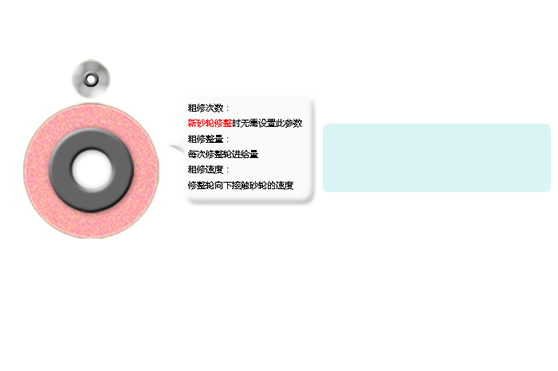 粗修次数：
新砂轮修整时无需设置此参数
粗修整量：
每次修整轮进给量
粗修速度：
修整轮向下接触砂轮的速度